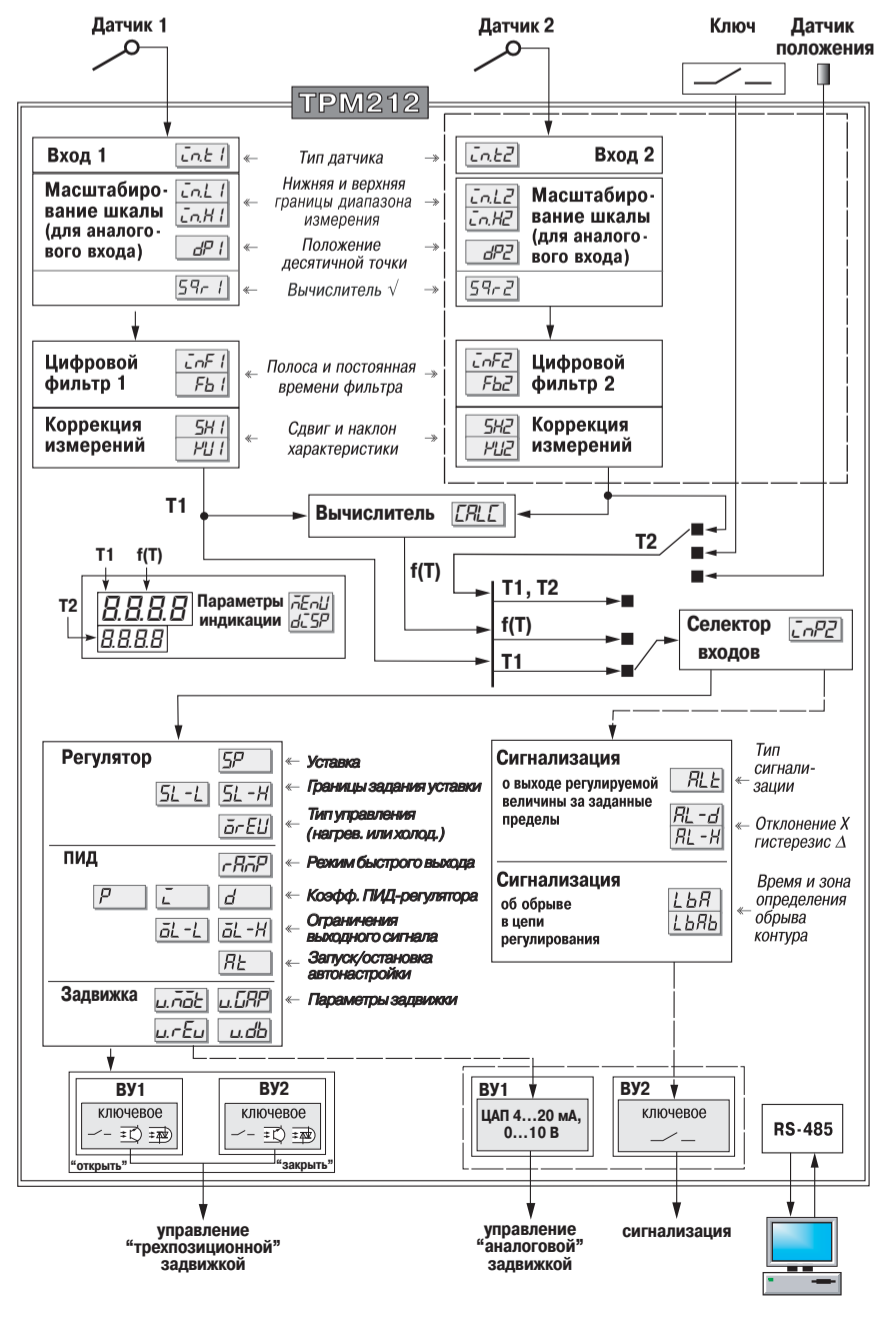 Датчик 1
Датчик 2
Ключ
Датчик
положения
ТРМ212
Вход 1
in.t1
Тип датчика
in.t2
Вход 2
Масштабиро-
вание шкалы
(для аналого-
вого входа)
in.L1
in.H1
dP1
Нижняя и верхняя
границы диапазона
измерения
Положение
десятичной точки
in.L2
in.H2
dP2
Масштабиро-
вание шкалы
(для аналого-
вого входа)
Sqr1
Вычислитель √
Sqr2
Цифровой
фильтр 1
inF1
Fb1
Полоса и постоянная
времени фильтра
inF2
Fb2
Цифровой
фильтр 2
Коррекция
измерений
SH1
KU1
Сдвиг и наклон
характеристики
SH2
KU2
Коррекция
измерений
T1
Вычислитель CALC
T2
f(T)
T1 f(T)
T2
8.8.8.8
8.8.8.8
Параметры
индикации
mEnU
diSP
T1, T2
f(T)
T1
Селектор
входов
inP2
Регулятор
SP
Уставка
SL-L SL-H
Границы задания уставки
orEU
Тип управления
(нагрев. или холод.)
ПИД
rAmP
Режим быстрого выхода
P i d
Коэфф. ПИД-регулятора
oL-L oL-H
Ограничения
выходного сигнала
At
Запуск/остановка
автонастройки
Задвижка
u.mot u.GAP
Параметры задвижки
u.rEu u.db
Сигнализация
о выходе регулируемой
величины за заданные
пределы
ALt
AL-d
AL-H
Тип
сигнали-
зации
Отклонение X
гистерезис Δ
Сигнализация
об обрыве
в цепи
регулирования
LbA
LbAb
Время и зона
определения
обрыва
контура
ВУ1
ключевое
"открыть"
ВУ2
ключевое
"закрыть"
ВУ1
ЦАП 4...20 мА,
0...10 В
ВУ2
ключевое
RS-485
управление
"трехпозиционной"
задвижкой
управление
"аналоговой"
задвижкой
сигнализация